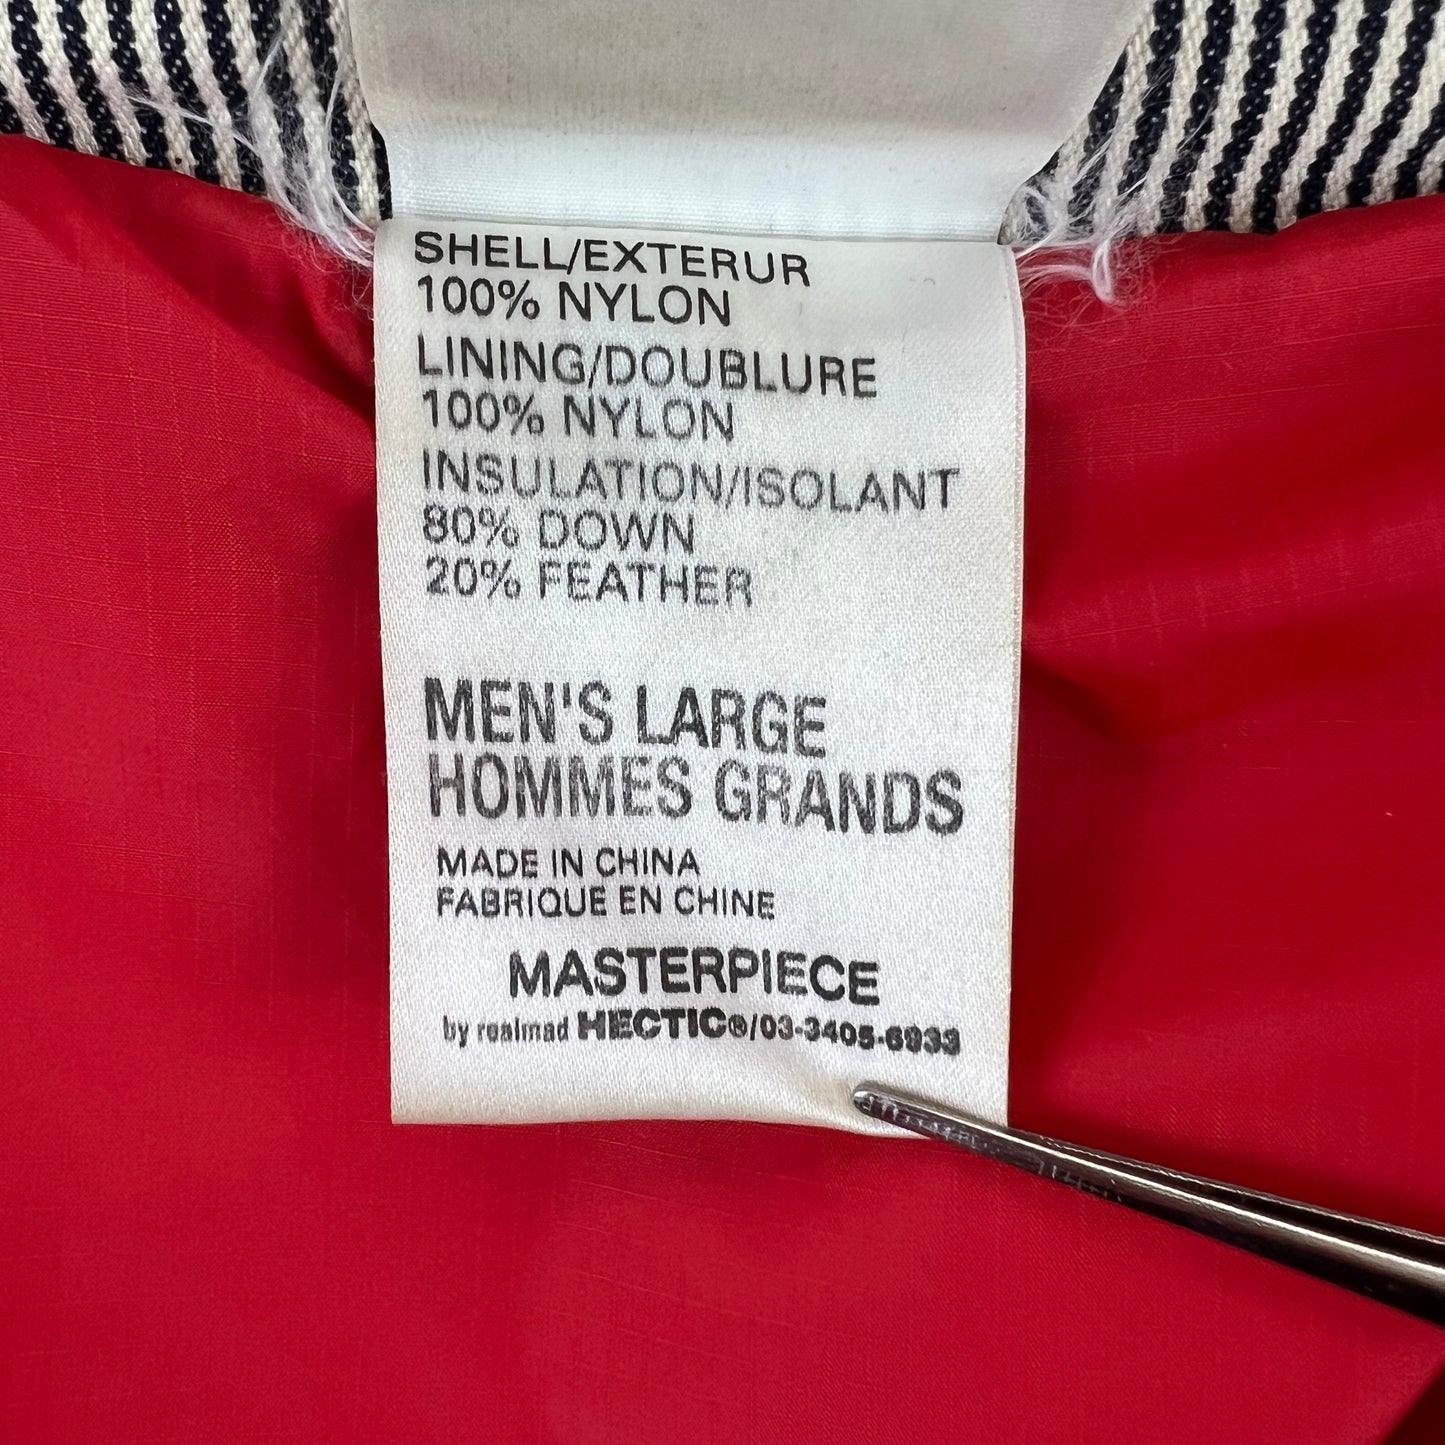 SHELL/EXTERUR
100% NYLON
LINING/DOUBLURE
100% NYLON
INSULATION/ISOLANT
80% DOWN
20% FEATHER
MEN'S LARGE
HOMMES GRANDS
MADE IN CHINA
FABRIQUE EN CHINE
MASTERPIECE
by realmad HECTIC®/03-3405-6933